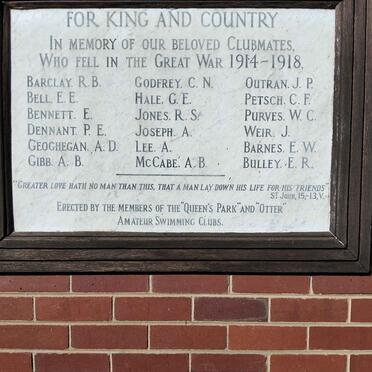 FOR KING AND COUNTRY
IN MEMORY OF OUR BELOVED CLUBMATES,
WHO FELL IN THE GREAT WAR 1914-1918.
BARCLAY. R.B. GODFREY. C.N. OUTRAN. J.P.
BELL. E.E. HALE. G.E. PETSCH. C.F.
BENNETT. E. JONES. R.S. PURVES. W.C.
DENNANT. P.E. JOSEPH. A. WEIR. J.
GEOGHEGAN. A.D. LEE. A. BARNES. E.W.
GIBB. A.B. McCABE. A.B. BULLEY. E.R.
"GREATER LOVE HATH NO MAN THAN THIS, THAT A MAN LAY DOWN HIS LIFE FOR HIS FRIENDS"
ST JOHN, 15,-13,V.
ERECTED BY THE MEMBERS OF THE "QUEEN'S PARK" AND "OTTER"
AMATEUR SWIMMING CLUBS.